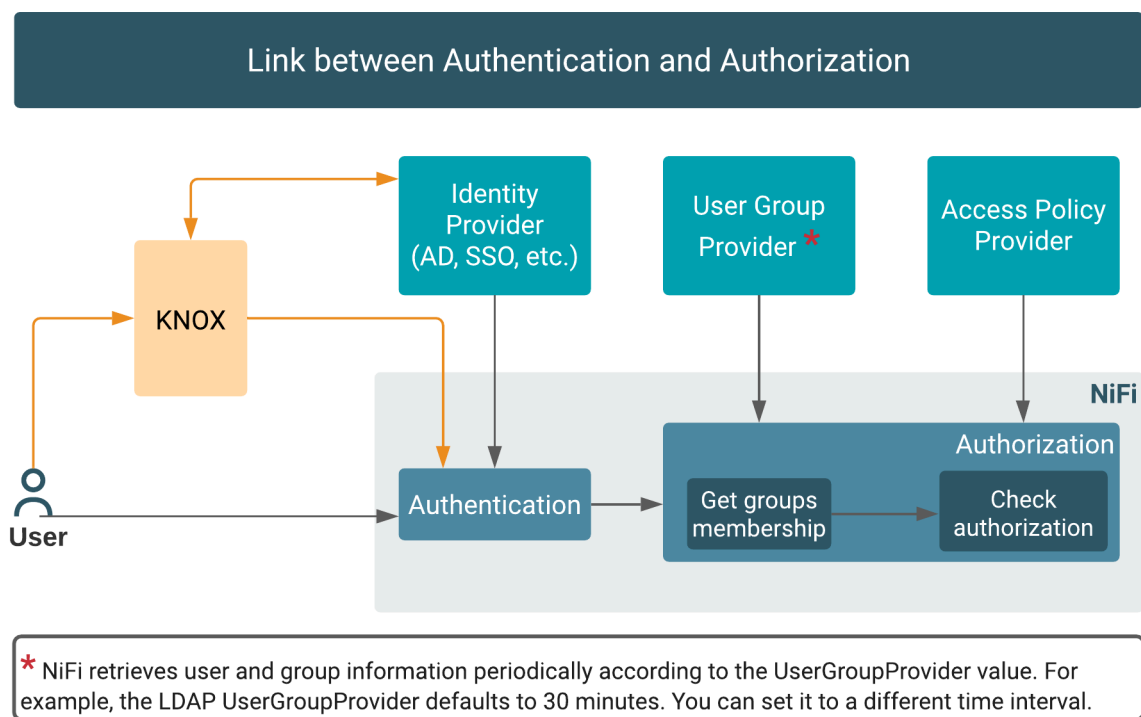 Link between Authentication and Authorization
Identity
Provider
(AD, SSO, etc.)
User Group
Provider *
Access Policy
Provider
KNOX
NiFi
Authorization
User
Authentication
Get groups
membership
Check
authorization
* NiFi retrieves user and group information periodically according to the UserGroupProvider value. For
example, the LDAP UserGroupProvider defaults to 30 minutes. You can set it to a different time interval.